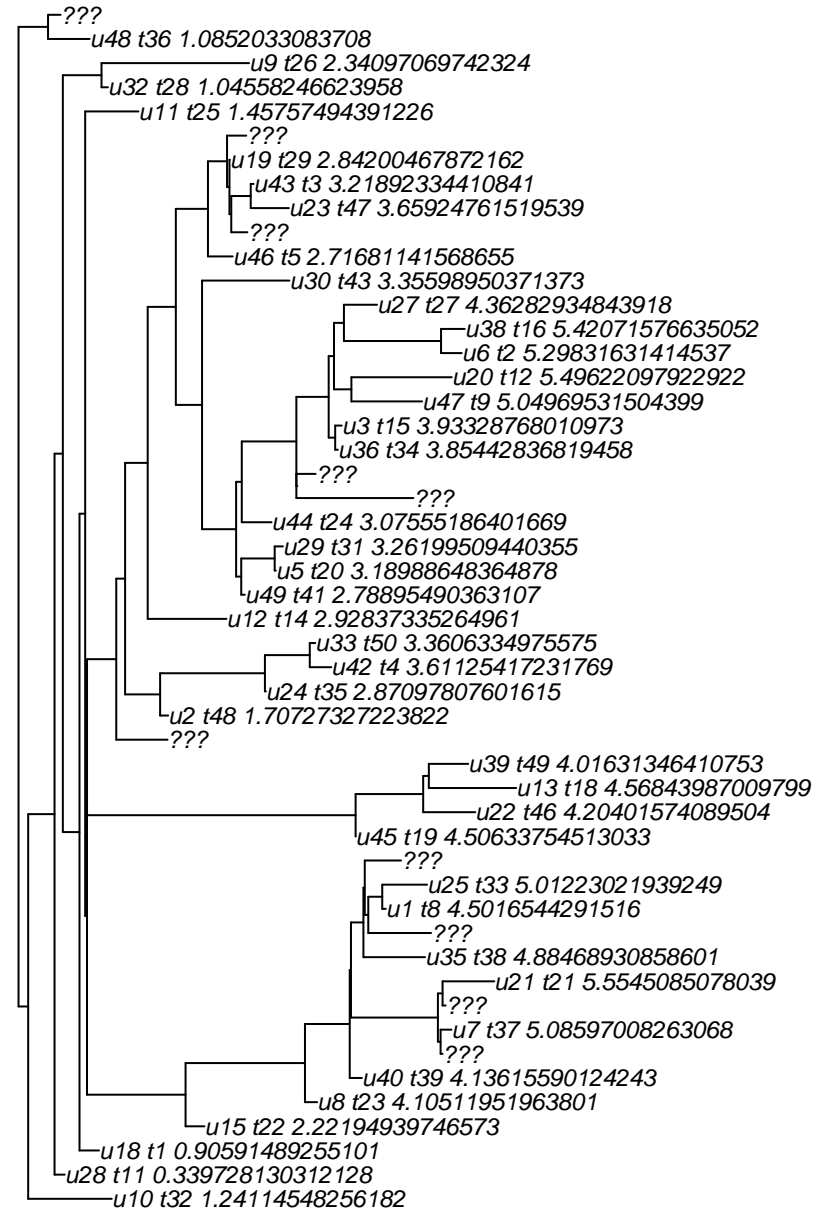 ???
u48 t36 1.0852033083708
u9 t26 2.34097069742324
u32 t28 1.04558246623958
u11 t25 1.45757494391226
???
u19 t29 2.84200467872162
u43 t3 3.21892334410841
u23 t47 3.65924761519539
???
u46 t5 2.71681141568655
u30 t43 3.35598950371373
u27 t27 4.36282934843918
u38 t16 5.42071576635052
u6 t2 5.29831631414537
u20 t12 5.49622097922922
u47 t9 5.04969531504399
u3 t15 3.93328768010973
u36 t34 3.85442836819458
???
???
u44 t24 3.07555186401669
u29 t31 3.26199509440355
u5 t20 3.18988648364878
u49 t41 2.78895490363107
u12 t14 2.92837335264961
u33 t50 3.3606334975575
u42 t4 3.61125417231769
u24 t35 2.87097807601615
u2 t48 1.70727327223822
???
u39 t49 4.01631346410753
u13 t18 4.56843987009799
u22 t46 4.20401574089504
u45 t19 4.50633754513033
???
u25 t33 5.01223021939249
u1 t8 4.5016544291516
???
u35 t38 4.88468930858601
u21 t21 5.5545085078039
???
u7 t37 5.08597008263068
???
u40 t39 4.13615590124243
u8 t23 4.10511951963801
u15 t22 2.22194939746573
u18 t1 0.90591489255101
u28 t11 0.339728130312128
u10 t32 1.24114548256182